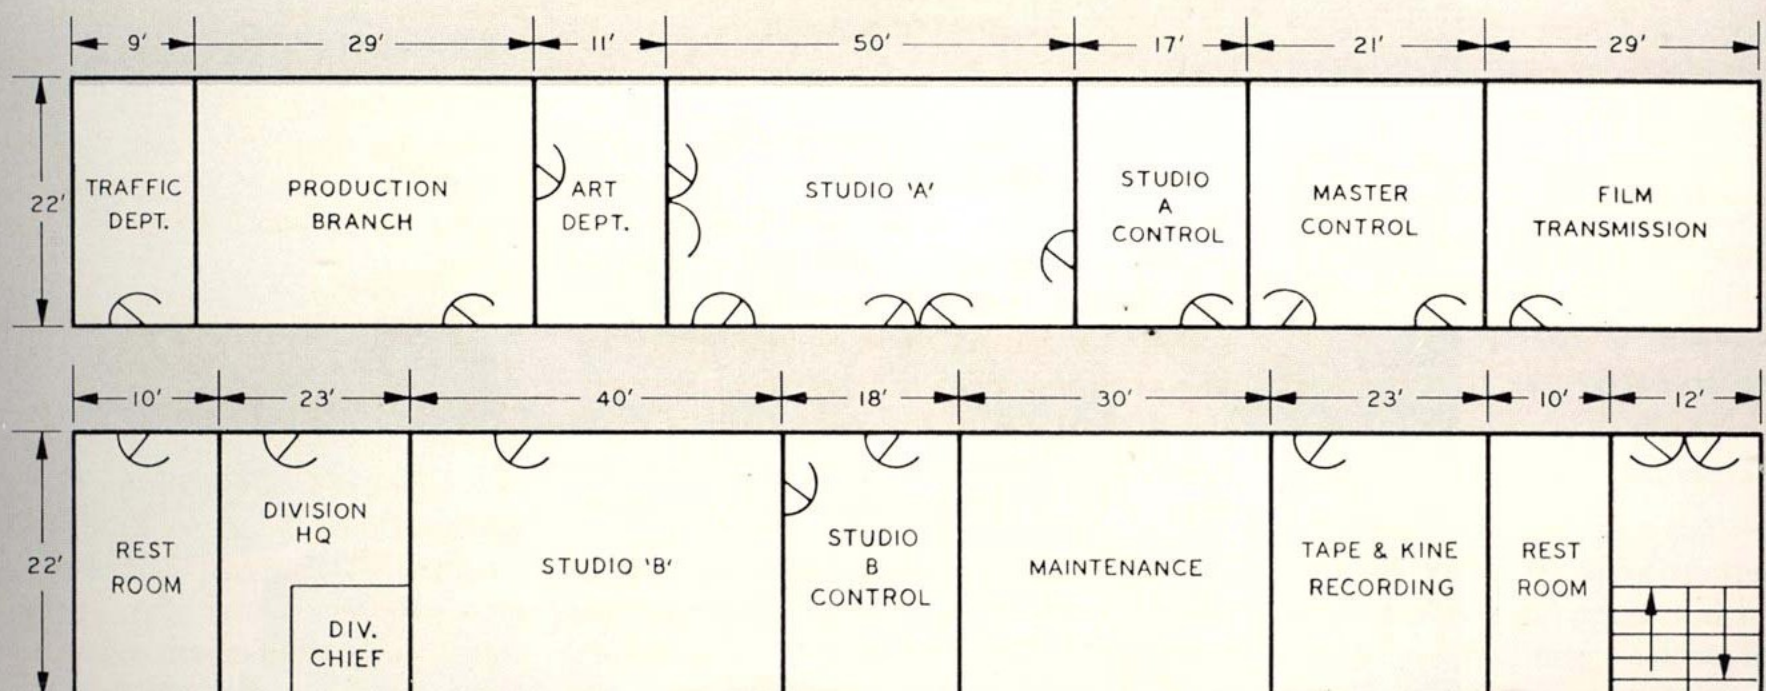 9' 29' 11' 50' 17' 21' 29'
22'
TRAFFIC
DEPT.
PRODUCTION
BRANCH
ART
DEPT.
STUDIO 'A'
STUDIO
A
CONTROL
MASTER
CONTROL
FILM
TRANSMISSION
10' 23' 40' 18' 30' 23' 10' 12'
22'
REST
ROOM
DIVISION
HQ
DIV.
CHIEF
STUDIO 'B'
STUDIO
B
CONTROL
MAINTENANCE
TAPE & KINE
RECORDING
REST
ROOM